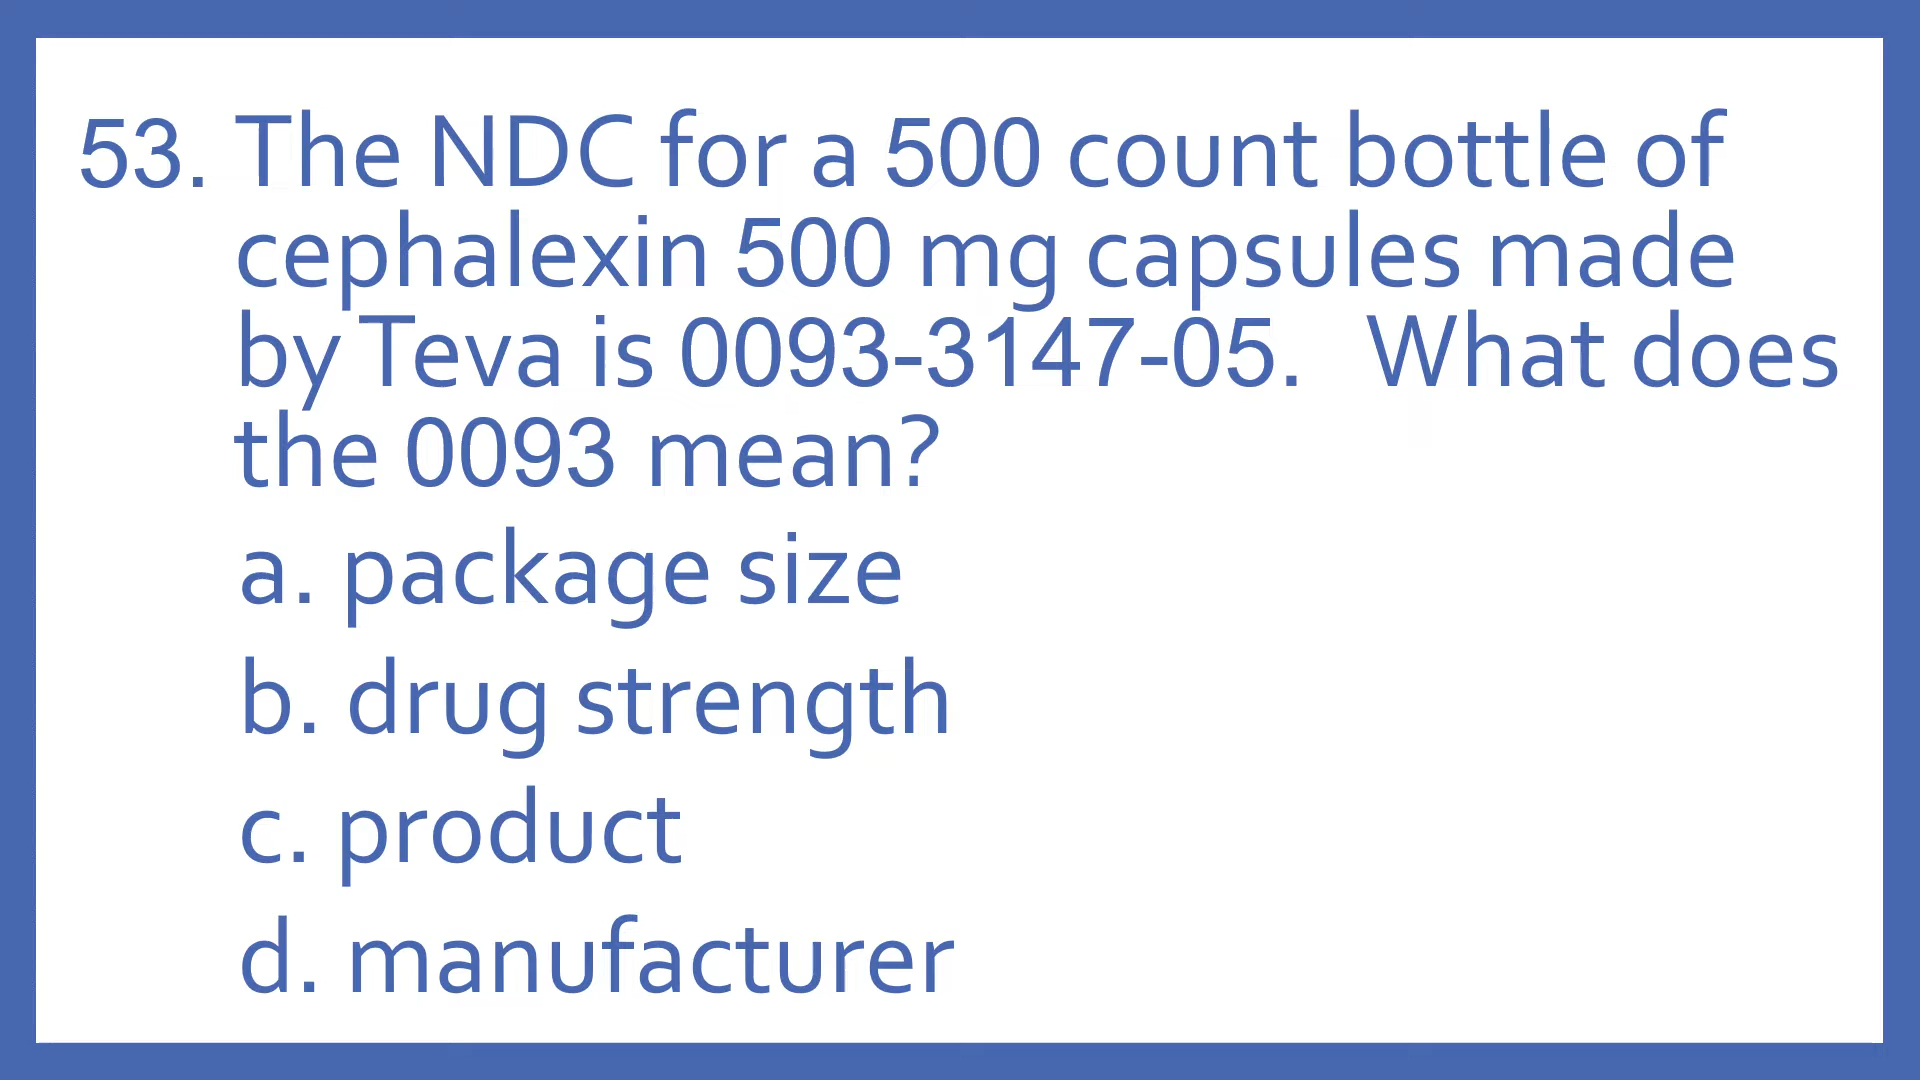 53. The NDC for a 500 count bottle of
cephalexin 500 mg capsules made
by Teva is 0093-3147-05. What does
the 0093 mean?
a. package size
b. drug strength
c. product
d. manufacturer